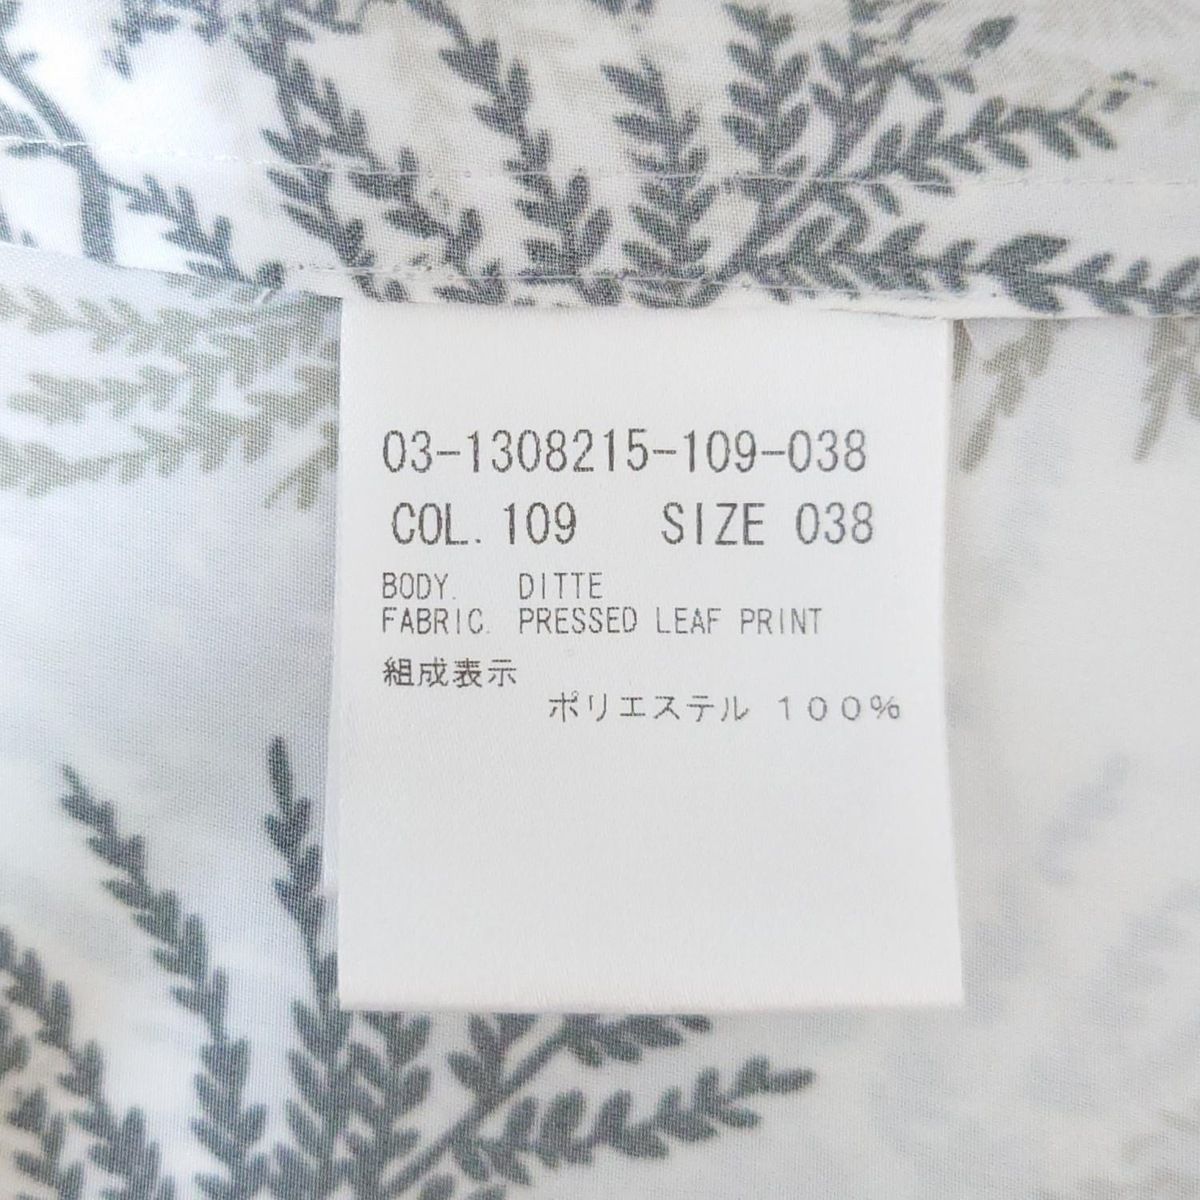 03-1308215-109-038
COL. 109 SIZE 038
BODY. DITTE
FABRIC. PRESSED LEAF PRINT
組成表示
ポリエステル １００％